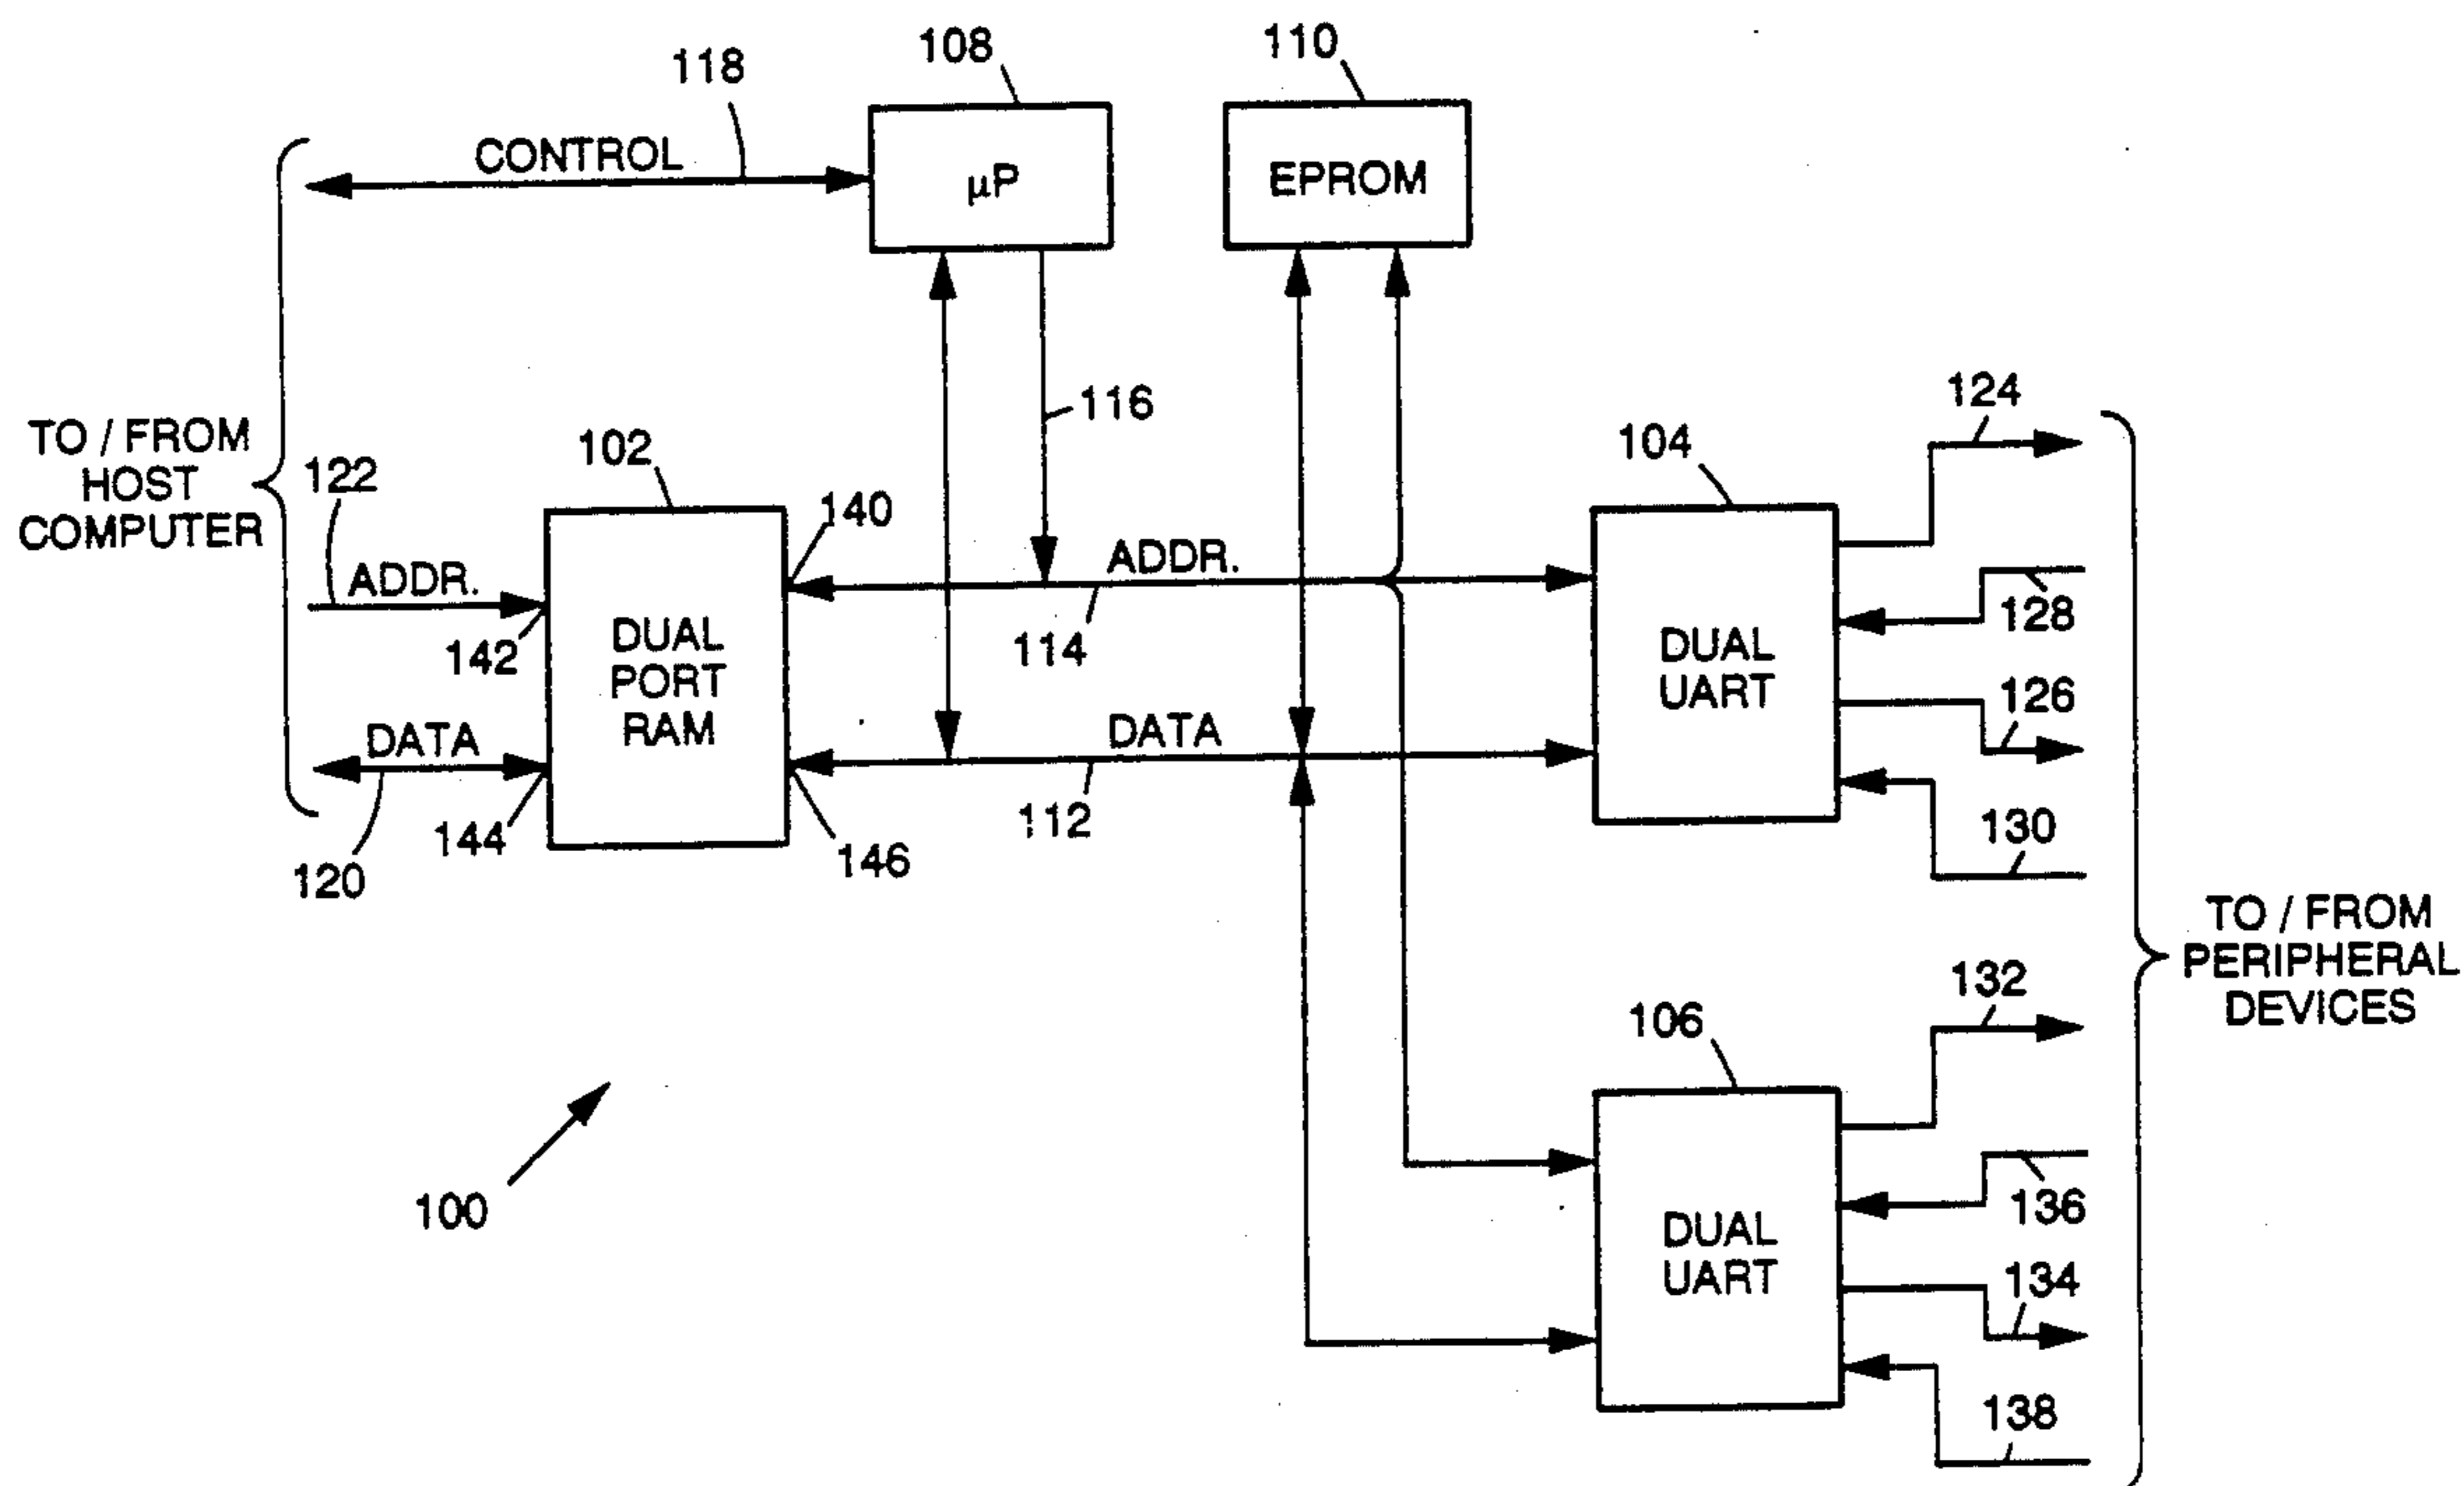 108
110
118
CONTROL
µP
EPROM
116
124
TO / FROM
HOST
COMPUTER
122
102
140
104
ADDR.
ADDR.
142
114
128
DUAL
PORT
RAM
DUAL
UART
126
DATA
DATA
144
112
130
120
146
TO / FROM
PERIPHERAL
DEVICES
132
106
100
136
DUAL
UART
134
138